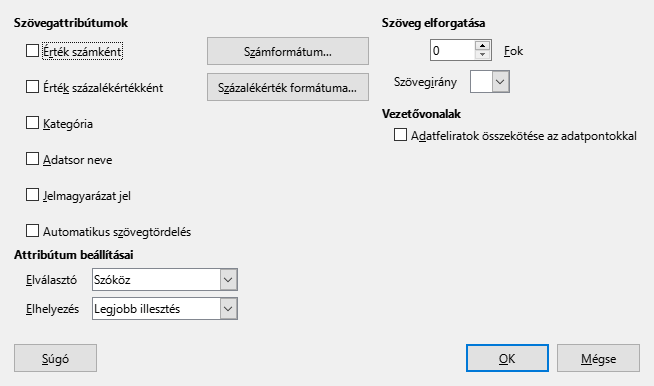 Szövegattribútumok
Érték számként
Számformátum...
Érték százalékértékként
Százalékérték formátuma...
Kategória
Adatsor neve
Jelmagyarázat jel
Automatikus szövegtördelés
Attribútum beállításai
Elválasztó
Szóköz
Elhelyezés
Legjobb illesztés
Szöveg elforgatása
0
Fok
Szövegirány
Vezetővonalak
Adatfeliratok összekötése az adatpontokkal
Súgó
OK
Mégse